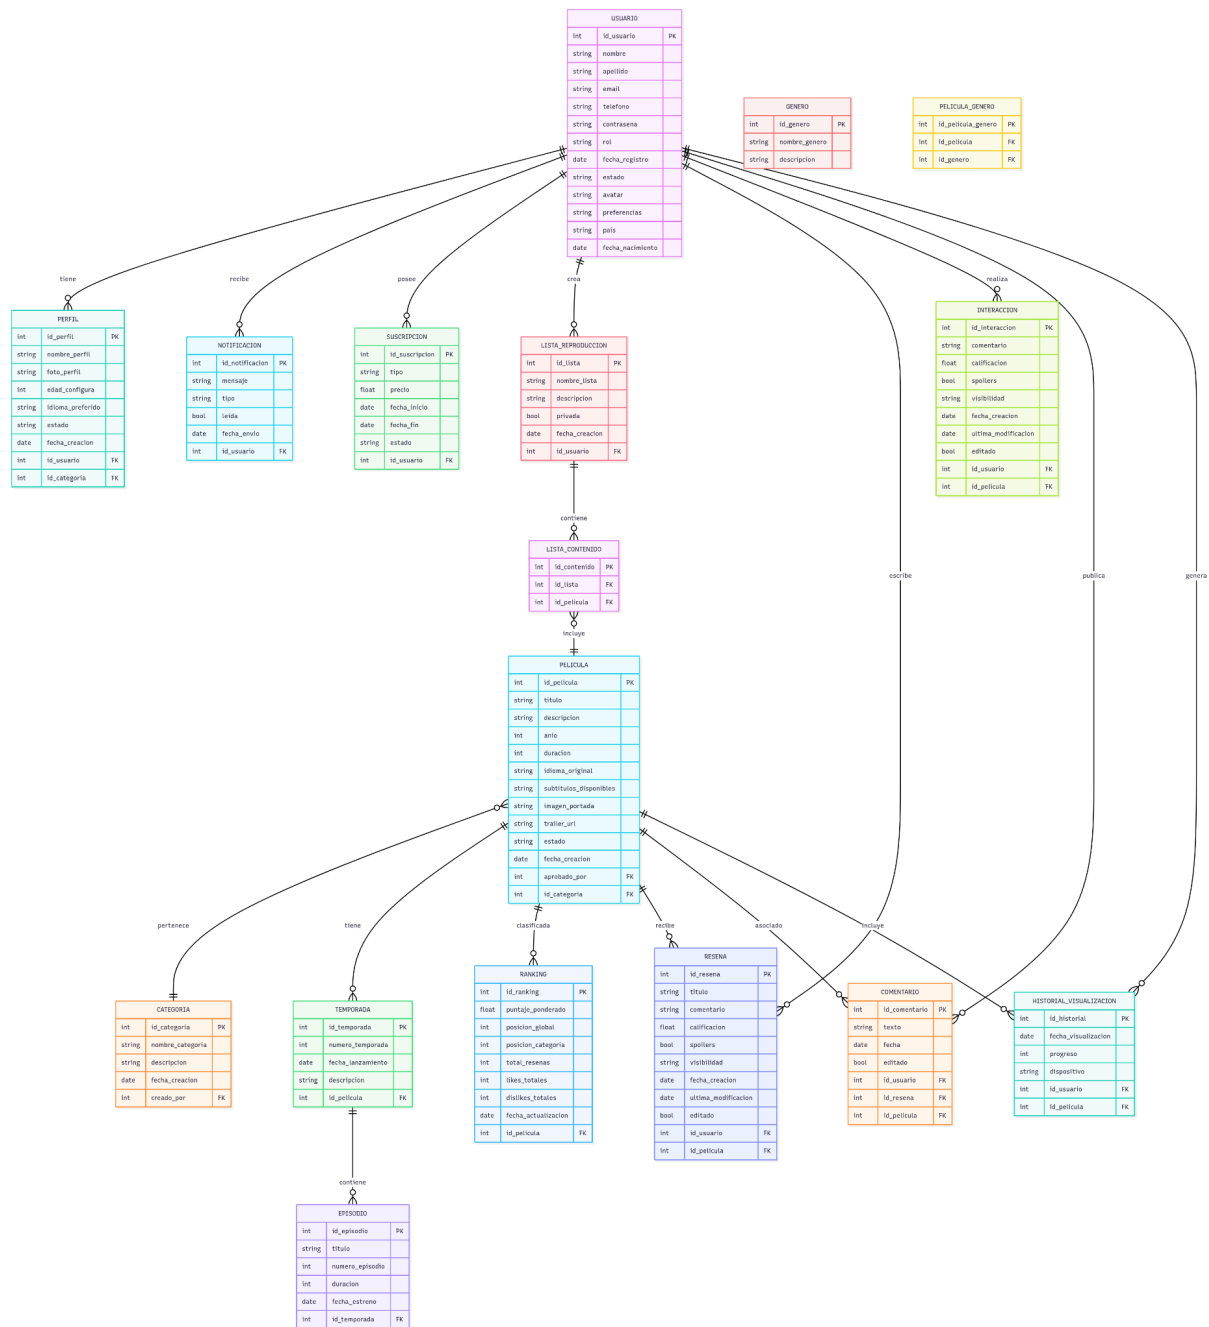 USUARIO
int id_usuario PK
string nombre
string apellido
string email
string telefono
string contrasena
string rol
date fecha_registro
string estado
string avatar
string preferencias
string pais
date fecha_nacimiento
GENERO
int id_genero PK
string nombre_genero
string descripcion
PELICULA_GENERO
int id_pelicula_genero PK
int id_pelicula FK
int id_genero FK
tiene
recibe
posee
crea
realiza
PERFIL
int id_perfil PK
string nombre_perfil
string foto_perfil
int edad_configura
string idioma_preferido
string estado
date fecha_creacion
int id_usuario FK
int id_categoria FK
NOTIFICACION
int id_notificacion PK
string mensaje
string tipo
bool leida
date fecha_envio
int id_usuario FK
SUSCRIPCION
int id_suscripcion PK
string tipo
float precio
date fecha_inicio
date fecha_fin
string estado
int id_usuario FK
LISTA_REPRODUCCION
int id_lista PK
string nombre_lista
string descripcion
bool privada
date fecha_creacion
int id_usuario FK
INTERACCION
int id_interaccion PK
string comentario
float calificacion
bool spoilers
string visibilidad
date fecha_creacion
date ultima_modificacion
bool editado
int id_usuario FK
int id_pelicula FK
contiene
LISTA_CONTENIDO
int id_contenido PK
int id_lista FK
int id_pelicula FK
escribe
publica
genera
incluye
PELICULA
int id_pelicula PK
string titulo
string descripcion
int anio
int duracion
string idioma_original
string subtitulos_disponibles
string imagen_portada
string trailer_url
string estado
date fecha_creacion
int aprobado_por FK
int id_categoria FK
pertenece
tiene
clasificada
recibe
asociado
incluye
CATEGORIA
int id_categoria PK
string nombre_categoria
string descripcion
date fecha_creacion
int creado_por FK
TEMPORADA
int id_temporada PK
int numero_temporada
date fecha_lanzamiento
string descripcion
int id_pelicula FK
RANKING
int id_ranking PK
float puntaje_ponderado
int posicion_global
int posicion_categoria
int total_resenas
int likes_totales
int dislikes_totales
date fecha_actualizacion
int id_pelicula FK
RESENA
int id_resena PK
string titulo
string comentario
float calificacion
bool spoilers
string visibilidad
date fecha_creacion
date ultima_modificacion
bool editado
int id_usuario FK
int id_pelicula FK
COMENTARIO
int id_comentario PK
string texto
date fecha
bool editado
int id_usuario FK
int id_resena FK
int id_pelicula FK
HISTORIAL_VISUALIZACION
int id_historial PK
date fecha_visualizacion
int progreso
string dispositivo
int id_usuario FK
int id_pelicula FK
contiene
EPISODIO
int id_episodio PK
string titulo
int numero_episodio
int duracion
date fecha_estreno
int id_temporada FK